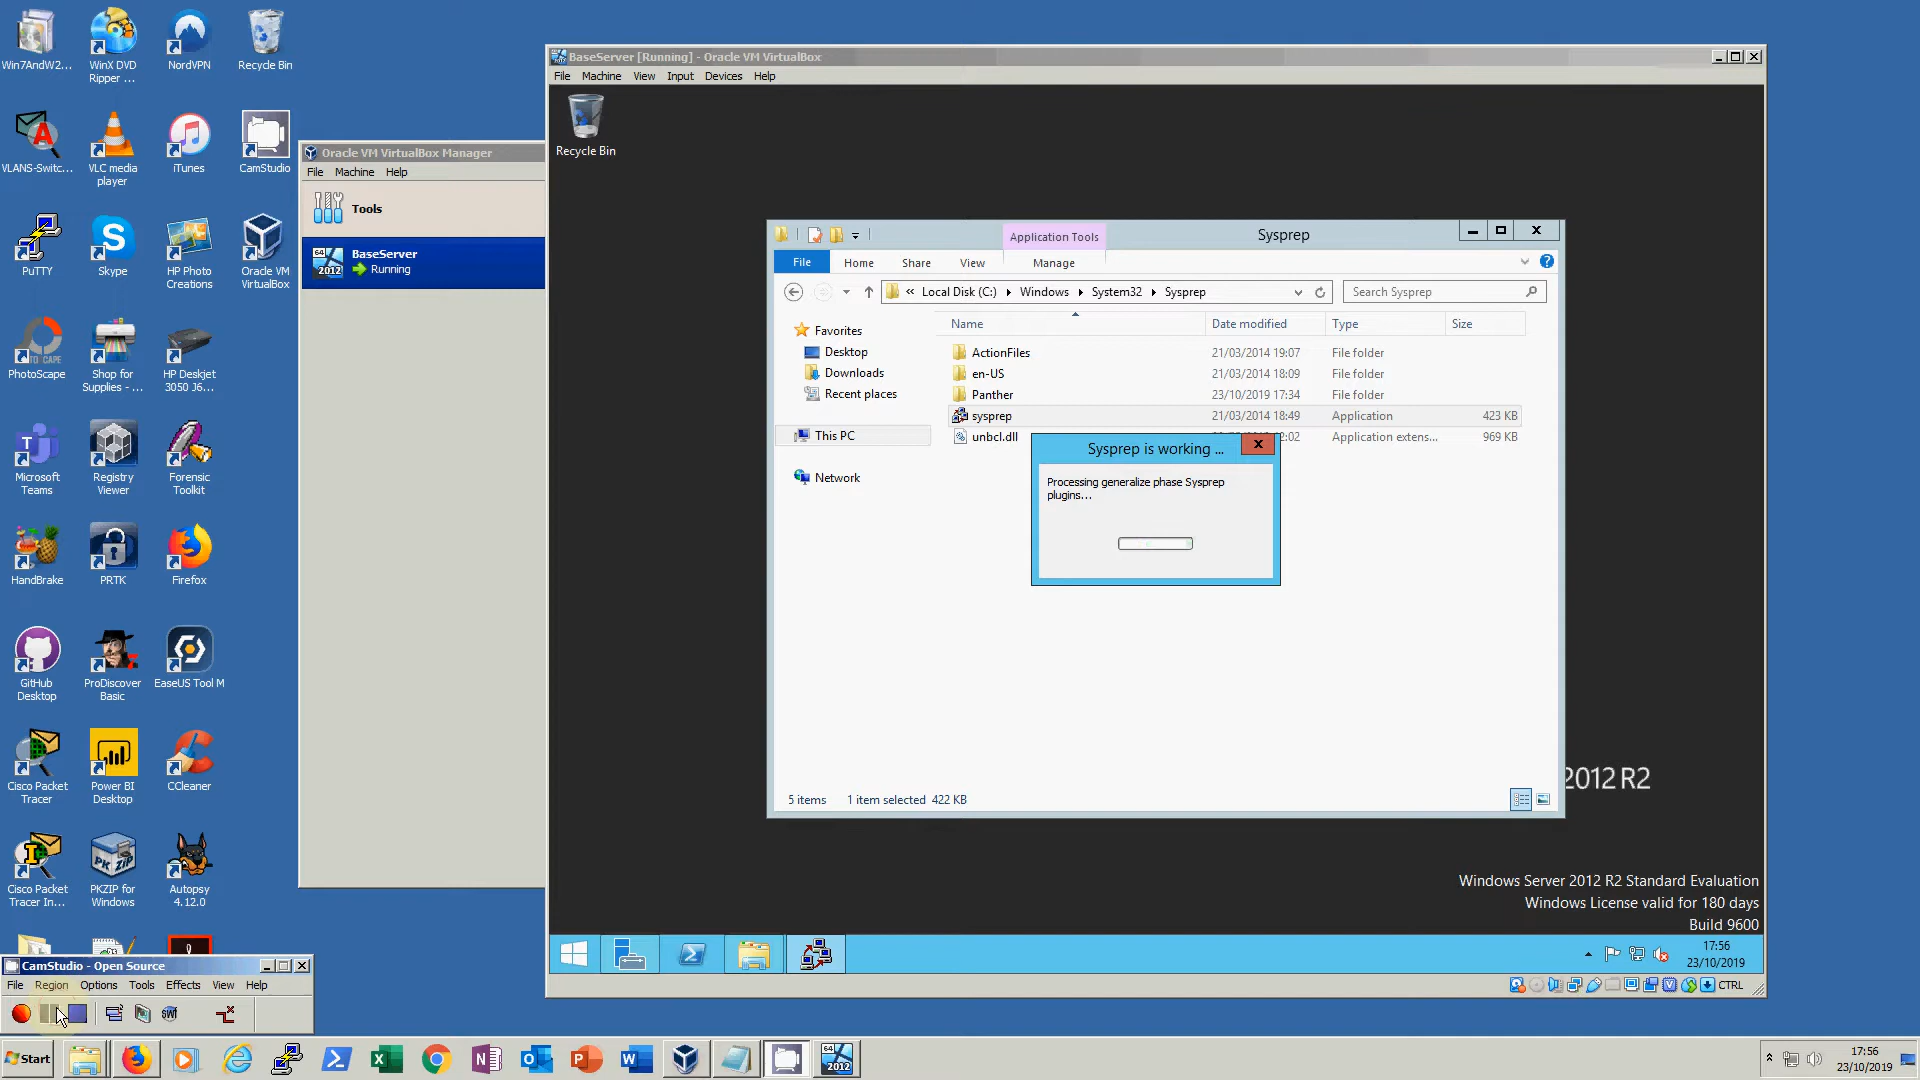 Win7AndW2...
WinX DVD
Ripper ...
NordVPN
Recycle Bin
VLANS-Switc...
VLC media
player
iTunes
CamStudio
PuTTY
Skype
HP Photo
Creations
Oracle VM
VirtualBox
PhotoScape
Shop for
Supplies - ...
HP Deskjet
3050 J6...
Microsoft
Teams
Registry
Viewer
Forensic
Toolkit
HandBrake
PRTK
Firefox
GitHub
Desktop
ProDiscover
Basic
EaseUS Tool M
Cisco Packet
Tracer
Power BI
Desktop
CCleaner
Cisco Packet
Tracer In...
PKZIP for
Windows
Autopsy
4.12.0
Oracle VM VirtualBox Manager
File Machine Help
Tools
BaseServer
Running
64
2012
BaseServer [Running] - Oracle VM VirtualBox
File Machine View Input Devices Help
Recycle Bin
Application Tools
Sysprep
File Home Share View Manage
« Local Disk (C:) Windows System32 Sysprep
Search Sysprep
Favorites
Desktop
Downloads
Recent places
This PC
Network
Name Date modified Type Size
ActionFiles 21/03/2014 19:07 File folder
en-US 21/03/2014 18:09 File folder
Panther 23/10/2019 17:34 File folder
sysprep 21/03/2014 18:49 Application 423 KB
unbcl.dll 2:02 Application extens... 969 KB
Sysprep is working ...
Processing generalize phase Sysprep
plugins...
5 items 1 item selected 422 KB
2012 R2
Windows Server 2012 R2 Standard Evaluation
Windows License valid for 180 days
Build 9600
17:56
23/10/2019
CTRL
CamStudio - Open Source
File Region Options Tools Effects View Help
SWf
Start
64
2012
17:56
23/10/2019